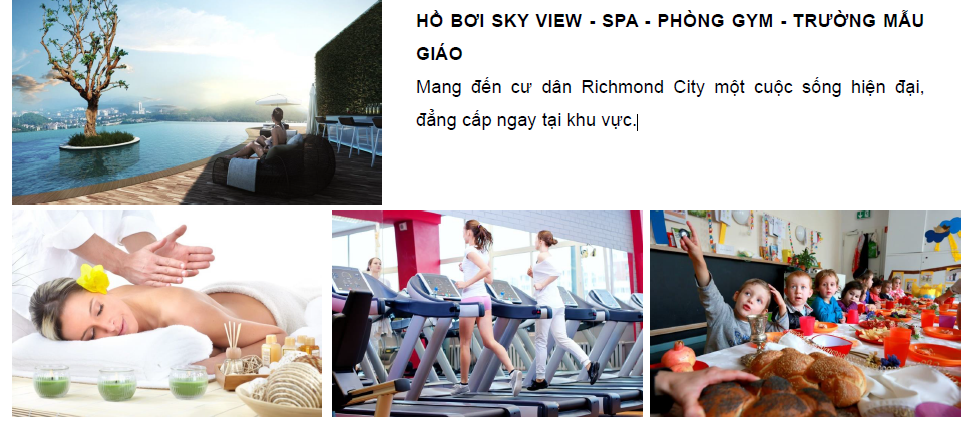 HỒ BƠI SKY VIEW - SPA - PHÒNG GYM - TRƯỜNG MẪU
GIÁO
Mang đến cư dân Richmond City một cuộc sống hiện đại,
đẳng cấp ngay tại khu vực.